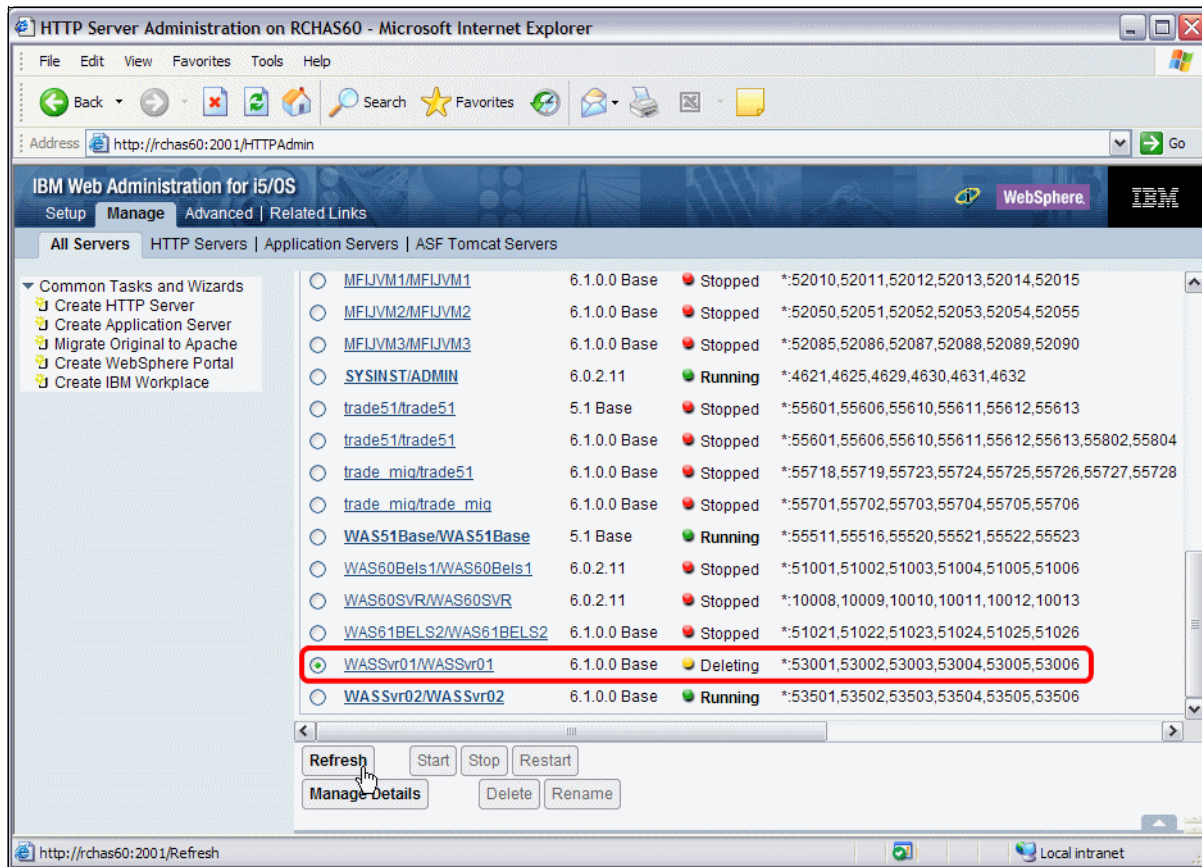 HTTP Server Administration on RCHAS60 - Microsoft Internet Explorer
File Edit View Favorites Tools Help
Back Search Favorites
Address http://rchas60:2001/HTTPAdmin Go
IBM Web Administration for i5/OS
WebSphere. IBM
Setup Manage Advanced | Related Links
All Servers HTTP Servers | Application Servers | ASF Tomcat Servers
Common Tasks and Wizards
Create HTTP Server
Create Application Server
Migrate Original to Apache
Create WebSphere Portal
Create IBM Workplace
MFIJVM1/MFIJVM1 6.1.0.0 Base Stopped *:52010,52011,52012,52013,52014,52015
MFIJVM2/MFIJVM2 6.1.0.0 Base Stopped *:52050,52051,52052,52053,52054,52055
MFIJVM3/MFIJVM3 6.1.0.0 Base Stopped *:52085,52086,52087,52088,52089,52090
SYSINST/ADMIN 6.0.2.11 Running *:4621,4625,4629,4630,4631,4632
trade51/trade51 5.1 Base Stopped *:55601,55606,55610,55611,55612,55613
trade51/trade51 6.1.0.0 Base Stopped *:55601,55606,55610,55611,55612,55613,55802,55804
trade_mig/trade51 6.1.0.0 Base Stopped *:55718,55719,55723,55724,55725,55726,55727,55728
trade_mig/trade_mig 6.1.0.0 Base Stopped *:55701,55702,55703,55704,55705,55706
WAS51Base/WAS51Base 5.1 Base Running *:55511,55516,55520,55521,55522,55523
WAS60Bels1/WAS60Bels1 6.0.2.11 Stopped *:51001,51002,51003,51004,51005,51006
WAS60SVR/WAS60SVR 6.0.2.11 Stopped *:10008,10009,10010,10011,10012,10013
WAS61BELS2/WAS61BELS2 6.1.0.0 Base Stopped *:51021,51022,51023,51024,51025,51026
WASSvr01/WASSvr01 6.1.0.0 Base Deleting *:53001,53002,53003,53004,53005,53006
WASSvr02/WASSvr02 6.1.0.0 Base Running *:53501,53502,53503,53504,53505,53506
Refresh Start Stop Restart
Manage Details Delete Rename
http://rchas60:2001/Refresh Local intranet